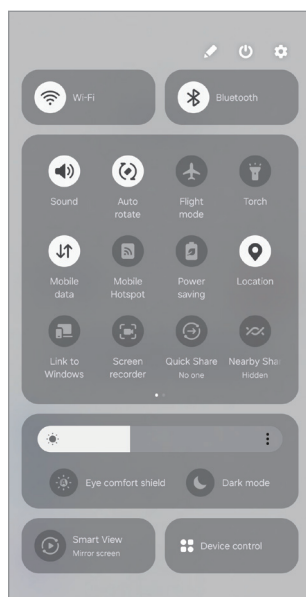 Wi-Fi
Bluetooth
Sound
Auto
rotate
Flight
mode
Torch
Mobile
data
Mobile
Hotspot
Power
saving
Location
Link to
Windows
Screen
recorder
Quick Share
No one
Nearby Sha
Hidden
Eye comfort shield
Dark mode
Smart View
Mirror screen
Device control